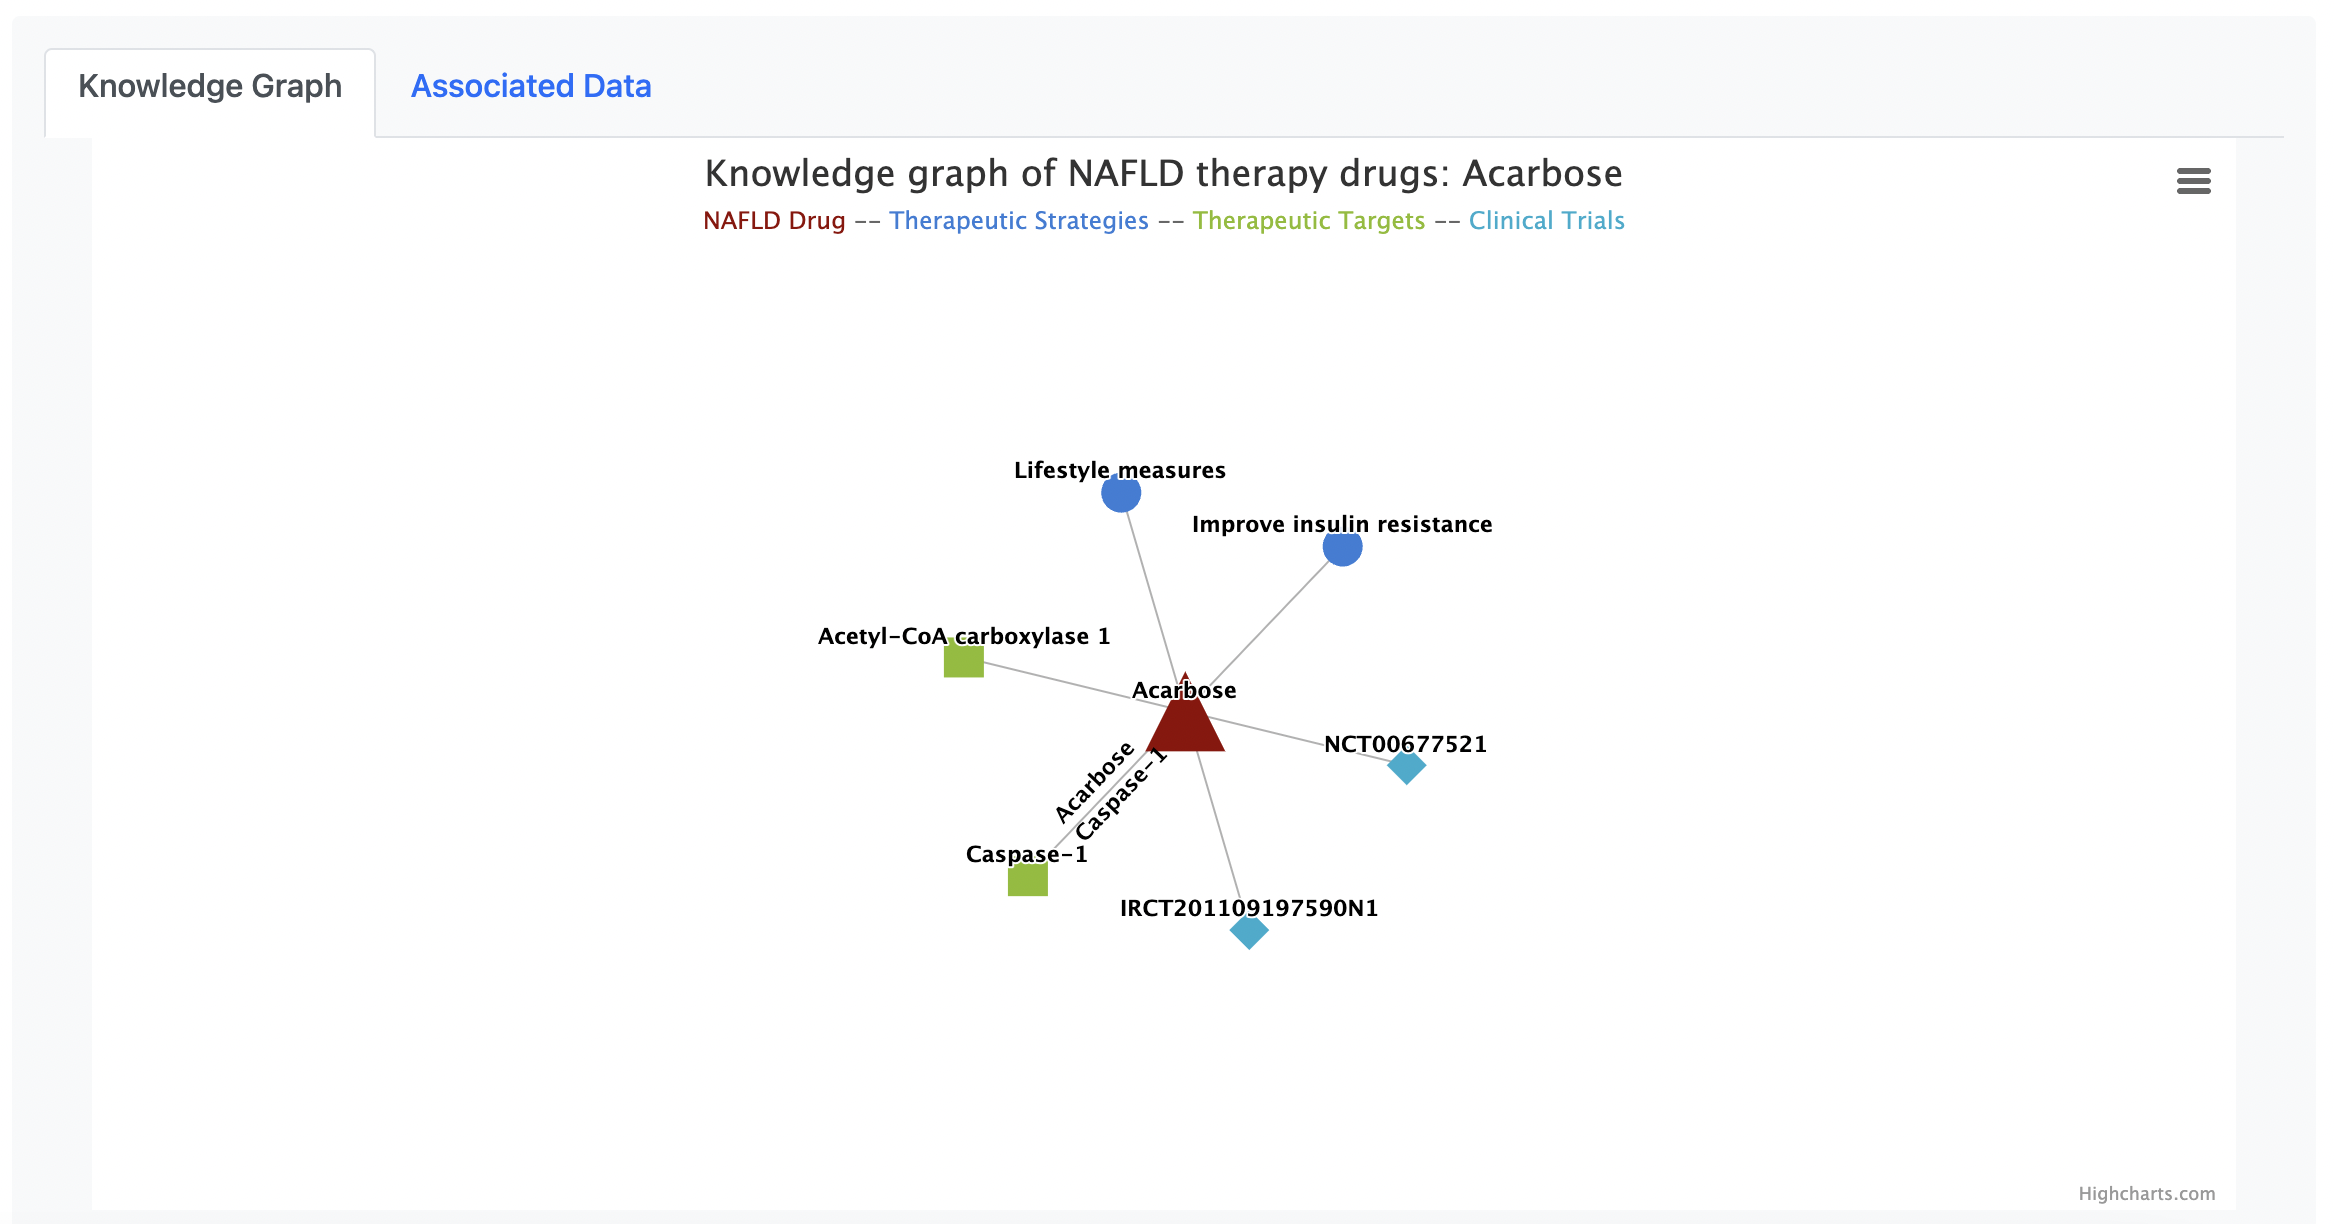 Knowledge Graph
Associated Data
Knowledge graph of NAFLD therapy drugs: Acarbose
NAFLD Drug -- Therapeutic Strategies -- Therapeutic Targets -- Clinical Trials
Lifestyle measures
Improve insulin resistance
Acetyl-CoA carboxylase 1
Acarbose
NCT00677521
Acarbose
Caspase-1
Caspase-1
IRCT201109197590N1
Highcharts.com